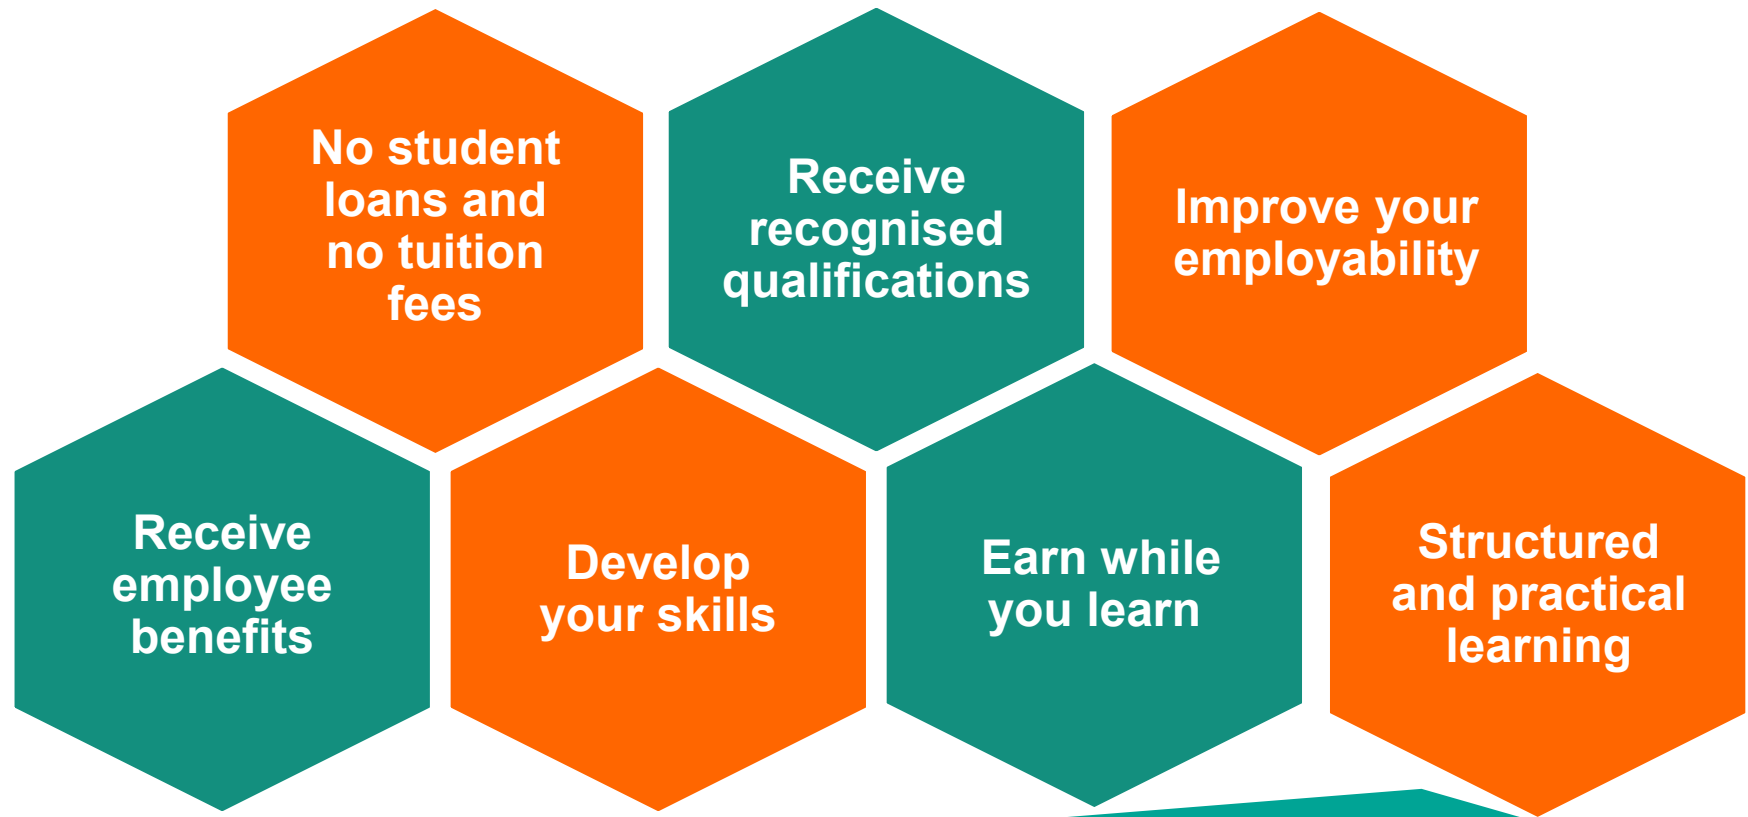 No student
loans and
no tuition
fees
Receive
recognised
qualifications
Improve your
employability
Receive
employee
benefits
Develop
your skills
Earn while
you learn
Structured
and practical
learning